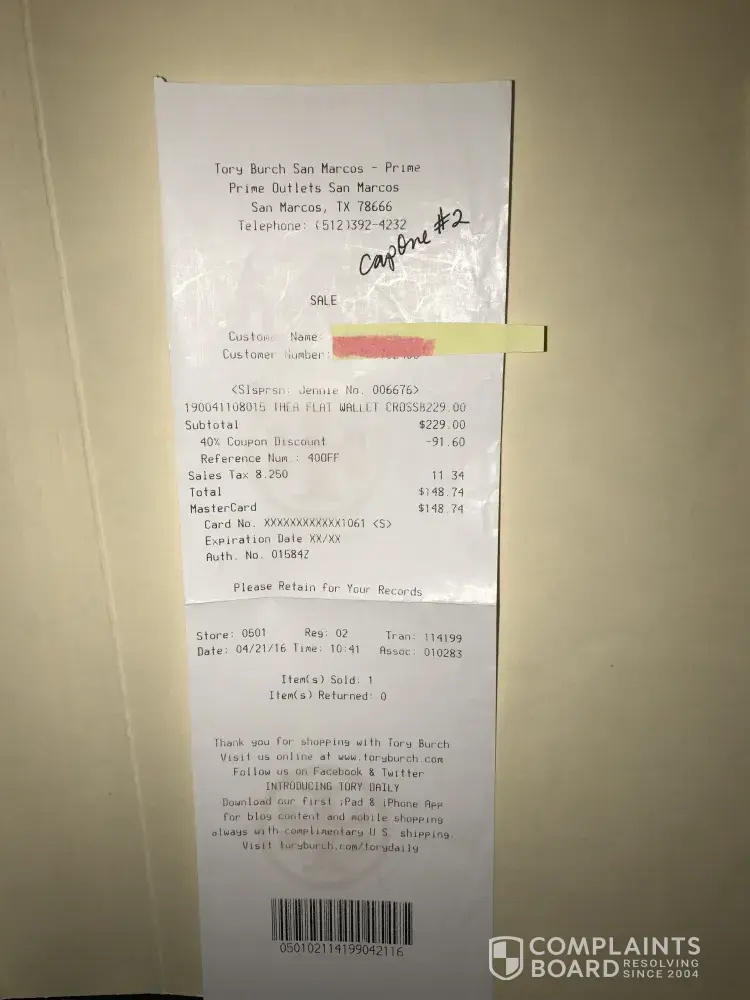 Tory Burch San Marcos - Prime
Prime Outlets San Marcos
San Marcos, TX 78666
Telephone: (512)392-4232
CapOne #2
SALE
Customer Name:
Customer Number:
<Slsprsn: Jennie No. 006676>
190041108015 THEA FLAT WALLET CROSSB229.00
Subtotal $229.00
40% Coupon Discount -91.60
Reference Num.: 40OFF
Sales Tax 8.250 11 34
Total $148.74
MasterCard $148.74
Card No. XXXXXXXXXXXX1061 <S>
Expiration Date XX/XX
Auth. No. 01584Z
Please Retain for Your Records
Store: 0501 Reg: 02 Tran: 114199
Date: 04/21/16 Time: 10:41 Assoc: 010283
Item(s) Sold: 1
Item(s) Returned: 0
Thank you for shopping with Tory Burch
Visit us online at www.toryburch.com
Follow us on Facebook & Twitter
INTRODUCING TORY DAILY
Download our first iPad & iPhone App
for blog content and mobile shopping
always with complimentary U.S. shipping.
Visit toryburch.com/torydaily
050102114199042116
COMPLAINTS
BOARD RESOLVING SINCE 2004